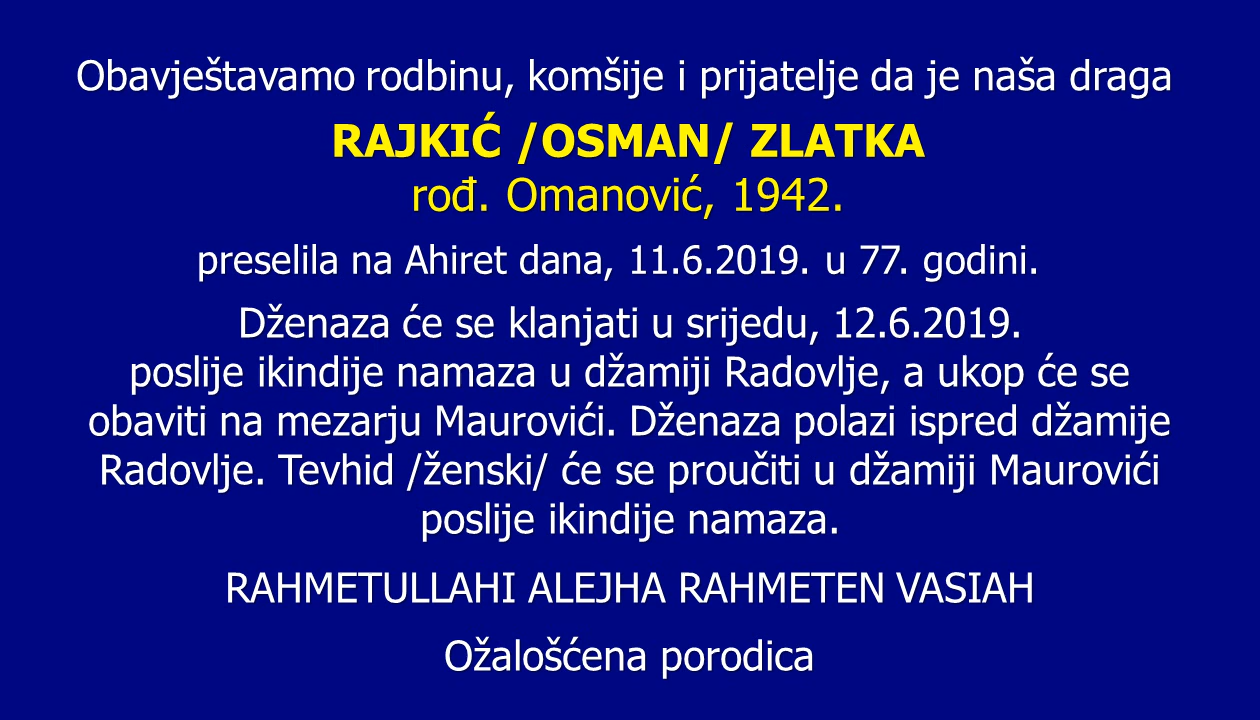 Obavještavamo rodbinu, komšije i prijatelje da je naša draga
RAJKIĆ /OSMAN/ ZLATKA
rođ. Omanović, 1942.
preselila na Ahiret dana, 11.6.2019. u 77. godini.
Dženaza će se klanjati u srijedu, 12.6.2019.
poslije ikindije namaza u džamiji Radovlje, a ukop će se
obaviti na mezarju Maurovići. Dženaza polazi ispred džamije
Radovlje. Tevhid /ženski/ će se proučiti u džamiji Maurovići
poslije ikindije namaza.
RAHMETULLAHI ALEJHA RAHMETEN VASIAH
Ožalošćena porodica